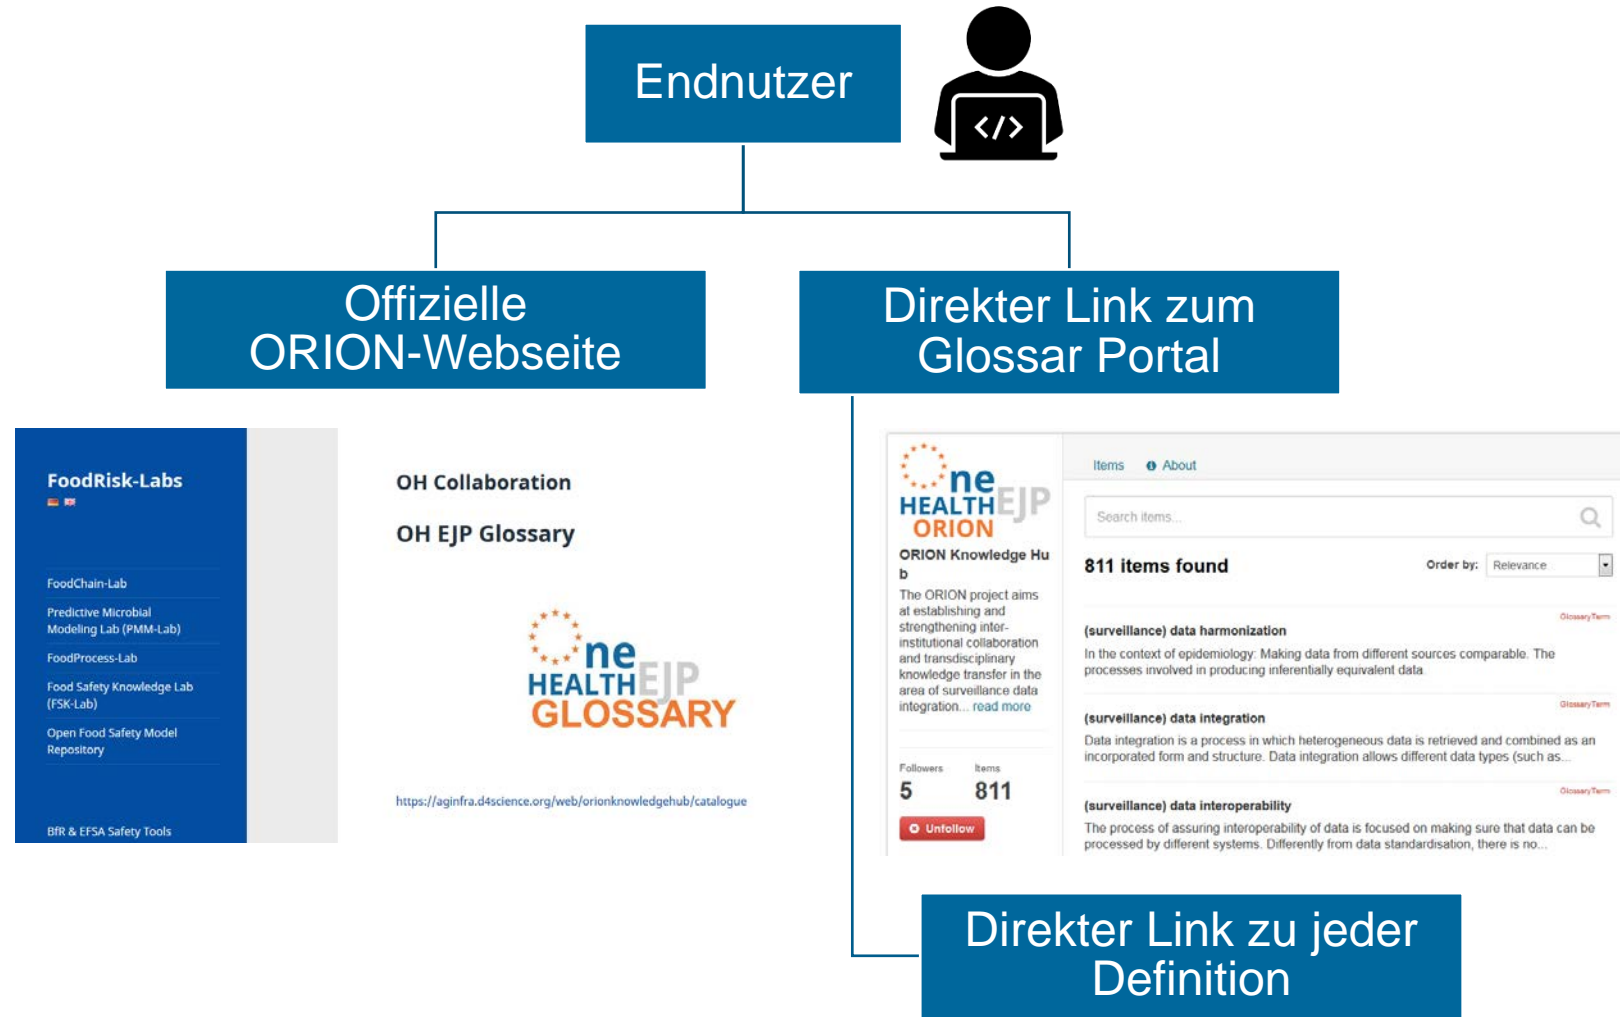 Endnutzer
</>
Offizielle
ORION-Webseite
Direkter Link zum
Glossar Portal
FoodRisk-Labs
FoodChain-Lab
Predictive Microbial
Modeling Lab (PMM-Lab)
FoodProcess-Lab
Food Safety Knowledge Lab
(FSK-Lab)
Open Food Safety Model
Repository
BfR & EFSA Safety Tools
OH Collaboration
OH EJP Glossary
One
HEALTH EJP
GLOSSARY
https://aginfra.d4science.org/web/orionknowledgehub/catalogue
One
HEALTH EJP
ORION
ORION Knowledge Hu
b
The ORION project aims
at establishing and
strengthening inter-
institutional collaboration
and transdisciplinary
knowledge transfer in the
area of surveillance data
integration... read more
Followers Items
5 811
Unfollow
Items About
Search items...
811 items found
Order by: Relevance
GlossaryTerm
(surveillance) data harmonization
In the context of epidemiology: Making data from different sources comparable. The
processes involved in producing inferentially equivalent data.
GlossaryTerm
(surveillance) data integration
Data integration is a process in which heterogeneous data is retrieved and combined as an
incorporated form and structure. Data integration allows different data types (such as...
GlossaryTerm
(surveillance) data interoperability
The process of assuring interoperability of data is focused on making sure that data can be
processed by different systems. Differently from data standardisation, there is no...
Direkter Link zu jeder
Definition